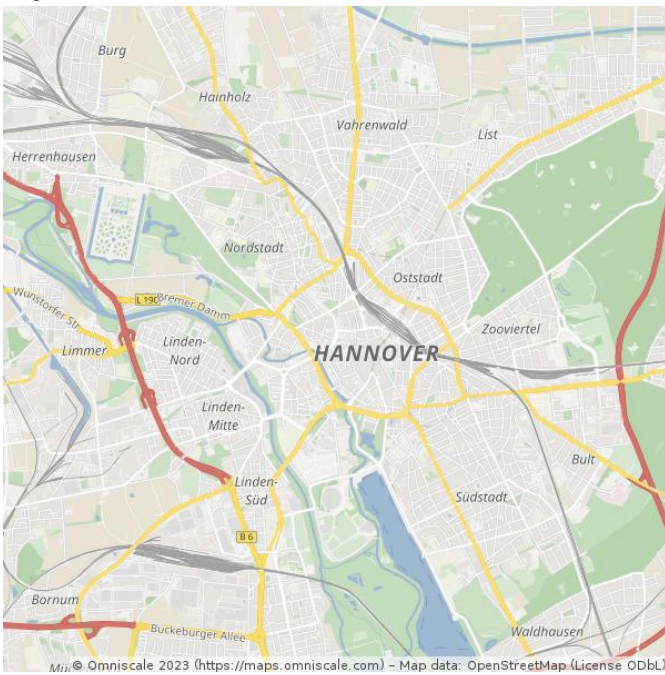 Burg
Hainholz
Vahrenwald
List
Herrenhausen
Nordstadt
Oststadt
L 190
Bremer Damm
Wunstorfer Str.
Zooviertel
Limmer
Linden-
Nord
HANNOVER
Linden-
Mitte
Bult
Linden-
Süd
Südstadt
B 6
Bornum
Buckeburger Allee
Waldhausen
© Omniscale 2023 (https://maps.omniscale.com) – Map data: OpenStreetMap (License ODbL)